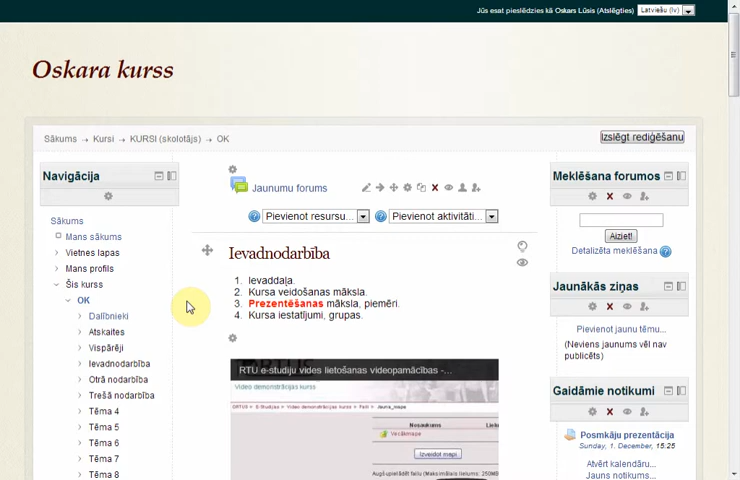 Jūs esat pieslēdzies kā Oskars Lūsis (Atslēgties)
Latviešu (lv)
Oskara kurss
Sākums → Kursi → KURSI (skolotājs) → OK
Izslēgt rediģēšanu
Navigācija
Sākums
Mans sākums
Vietnes lapas
Mans profils
Šis kurss
OK
Dalībnieki
Atskaites
Vispārēji
Ievadnodarbība
Otrā nodarbība
Trešā nodarbība
Tēma 4
Tēma 5
Tēma 6
Tēma 7
Tēma 8
Jaunumu forums
Pievienot resursu...
Pievienot aktivitāti...
Ievadnodarbība
1. Ievaddaļa.
2. Kursa veidošanas māksla.
3. Prezentēšanas māksla, piemēri.
4. Kursa iestatījumi, grupas.
RTU e-studiju vides lietošanas videopamācības -...
Video demonstrācijas kurss
Nosaukums
Vecākmape
Izveidot mapi
Meklēšana forumos
Aiziet!
Detalizēta meklēšana
Jaunākās ziņas
Pievienot jaunu tēmu...
(Neviens jaunums vēl nav
publicēts)
Gaidāmie notikumi
Posmkāju prezentācija
Sunday, 1. December, 15:25
Atvērt kalendāru...
Jauns notikums...